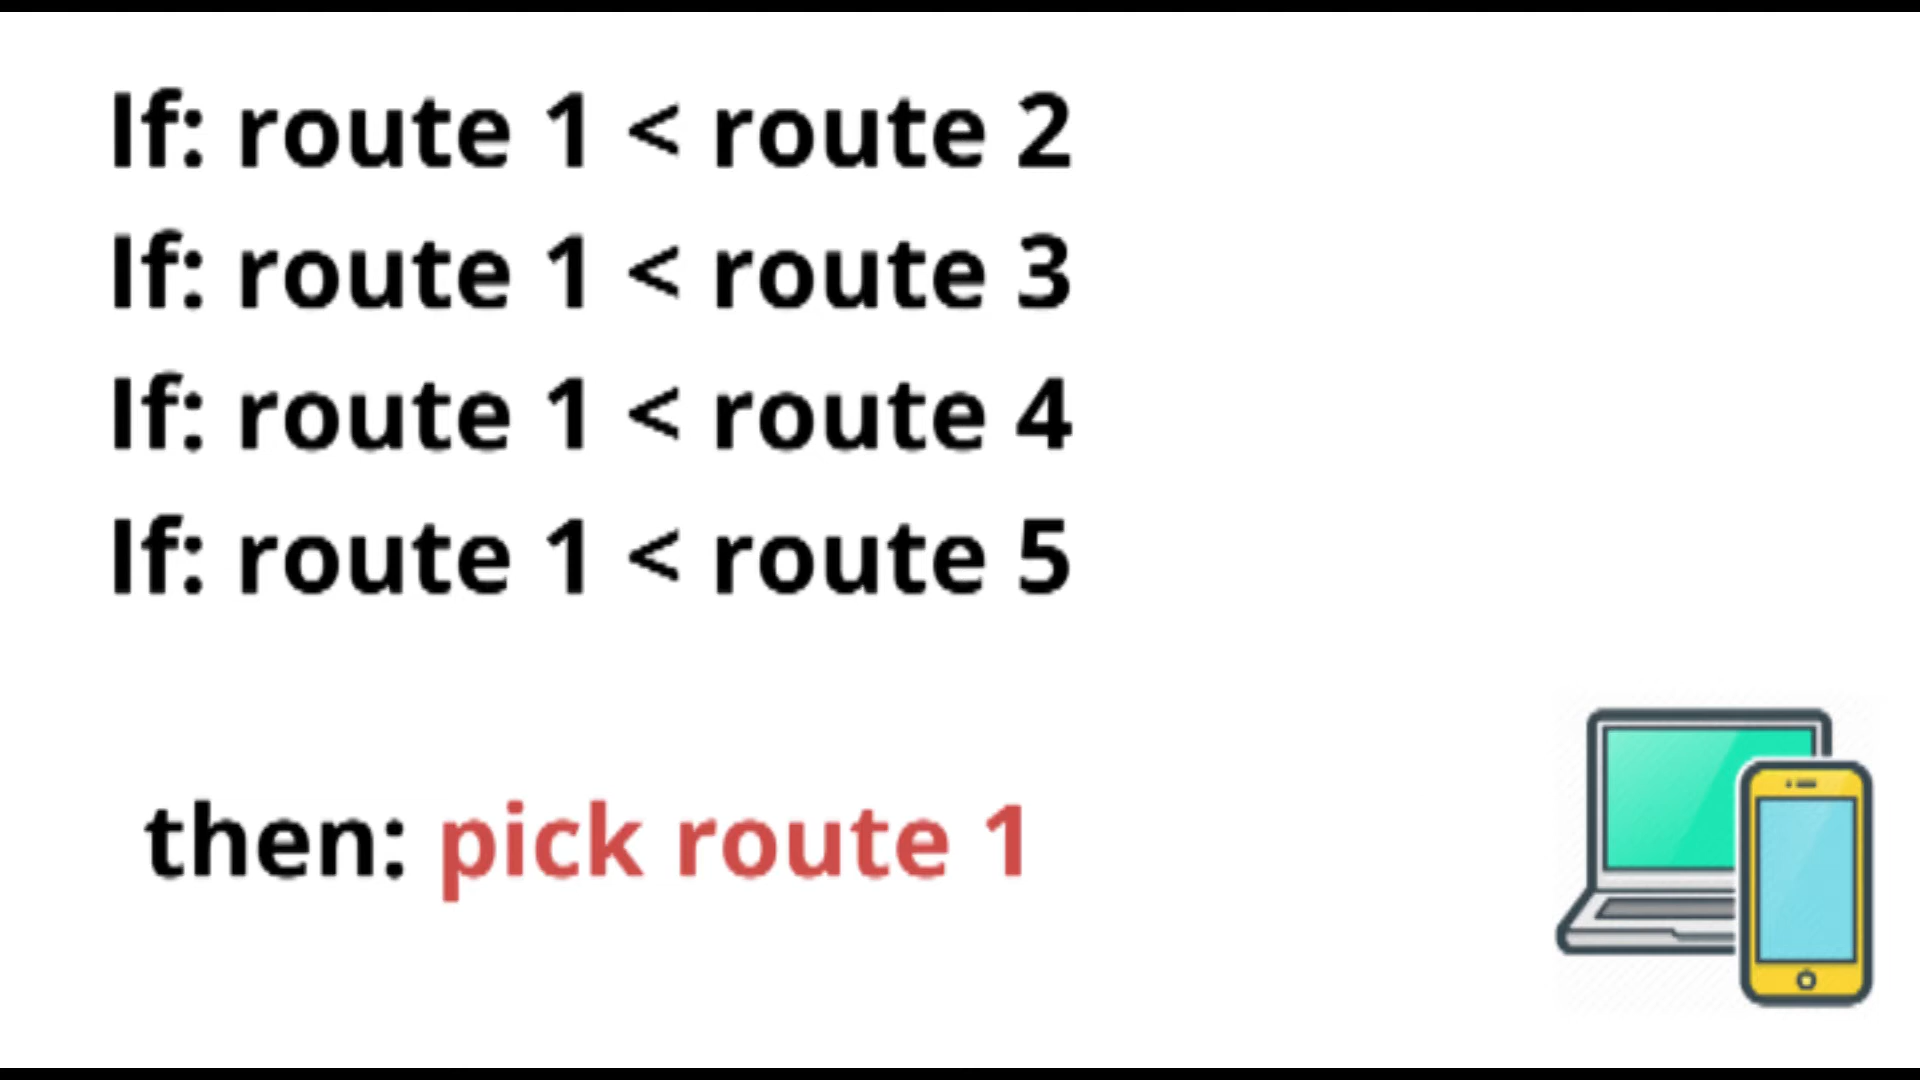 If: route 1 < route 2
If: route 1 < route 3
If: route 1 < route 4
If: route 1 < route 5
then: pick route 1